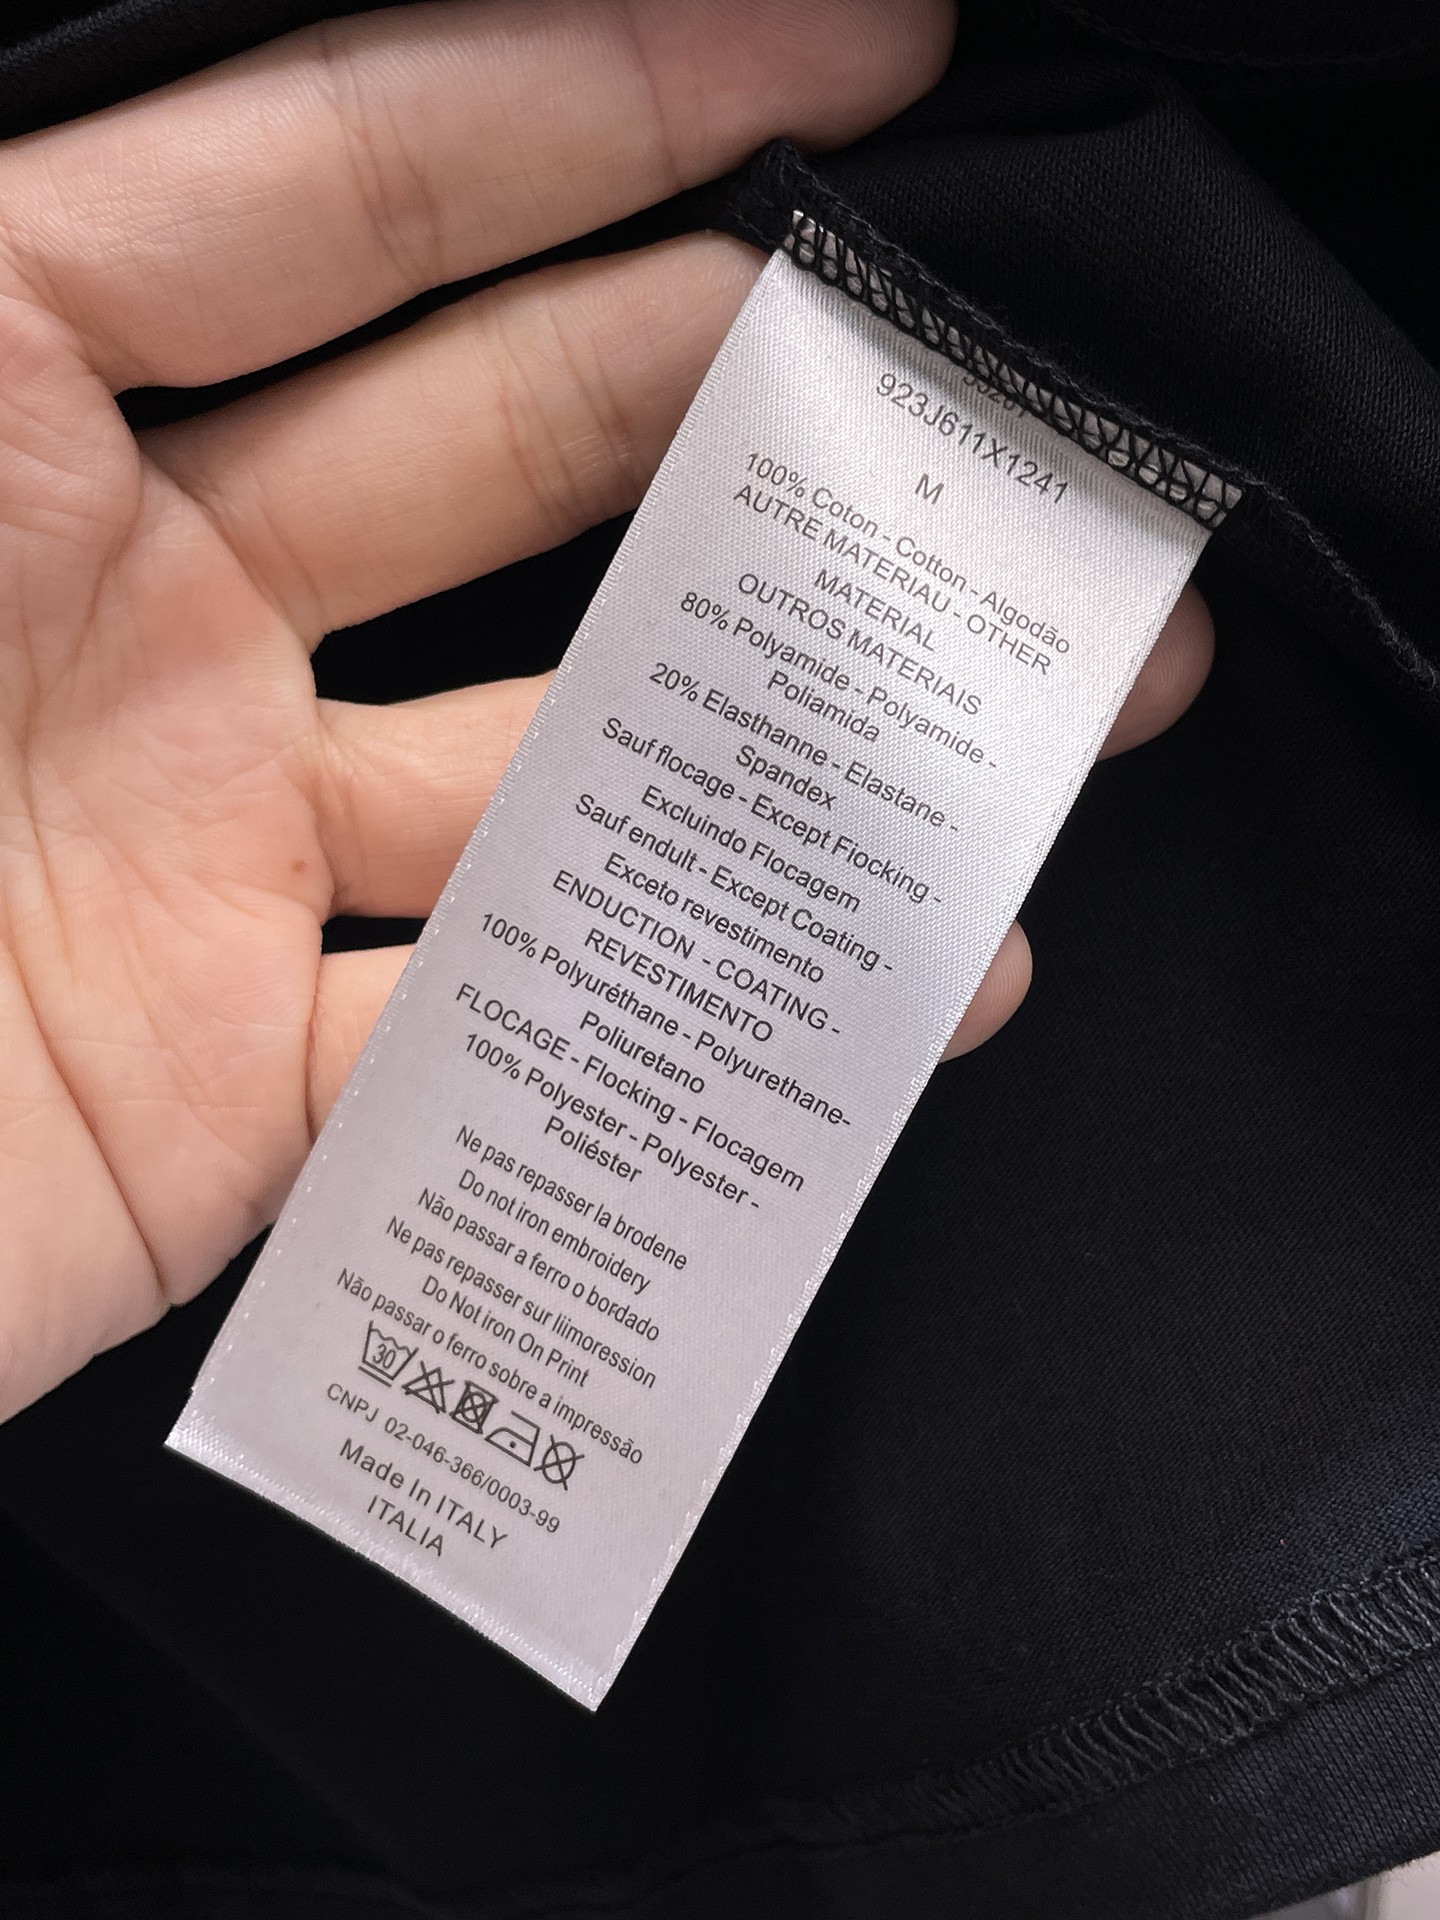 923J611X1241
M
100% Coton - Cotton - Algodão
AUTRE MATERIAU - OTHER
MATERIAL
OUTROS MATERIAIS
80% Polyamide - Polyamide -
Poliamida
20% Elasthanne - Elastane -
Spandex
Sauf flocage - Except Fiocking -
Excluindo Flocagem
Sauf endult - Except Coating -
Exceto revestimento
ENDUCTION - COATING -
REVESTIMENTO
100% Polyuréthane - Polyurethane-
Poliuretano
FLOCAGE - Flocking - Flocagem
100% Polyester - Polyester -
Poliéster
Ne pas repasser la brodene
Do not iron embroidery
Não passar a ferro o bordado
Ne pas repasser sur liimoression
Do Not iron On Print
Não passar o ferro sobre a impressão
30
CNPJ 02-046-366/0003-99
Made In ITALY
ITALIA